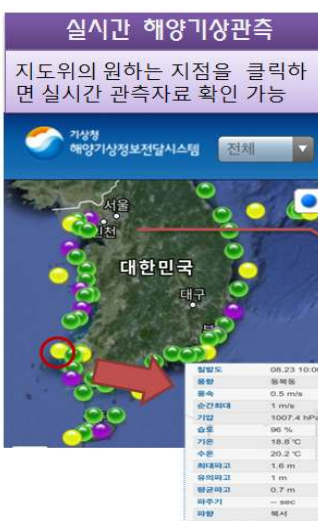 실시간 해양기상관측
지도위의 원하는 지점을 클릭하
면 실시간 관측자료 확인 가능
기상청
해양기상정보전달시스템
전체
서울
인천
대한민국
대구
칠발도 08.23 10:00
풍향 동북동
풍속 0.5 m/s
순간최대 1 m/s
기압 1007.4 hPa
습도 96 %
기온 18.8 ℃
수온 20.2 ℃
최대파고 1.6 m
유의파고 1 m
평균파고 0.7 m
파주기 -- sec
파향 북서